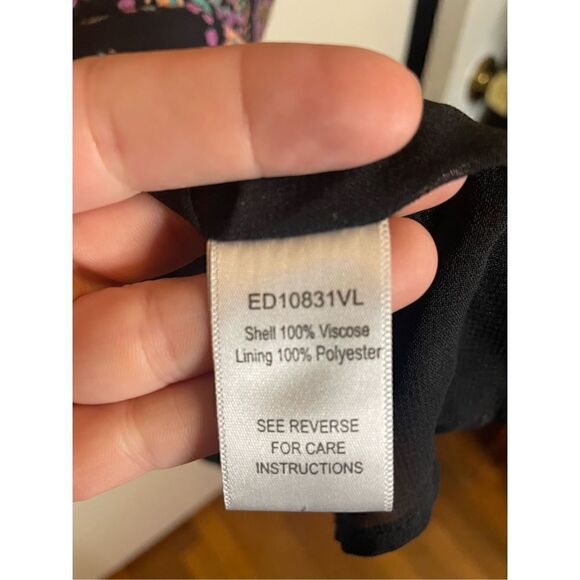 ED10831VL
Shell 100% Viscose
Lining 100% Polyester
SEE REVERSE
FOR CARE
INSTRUCTIONS